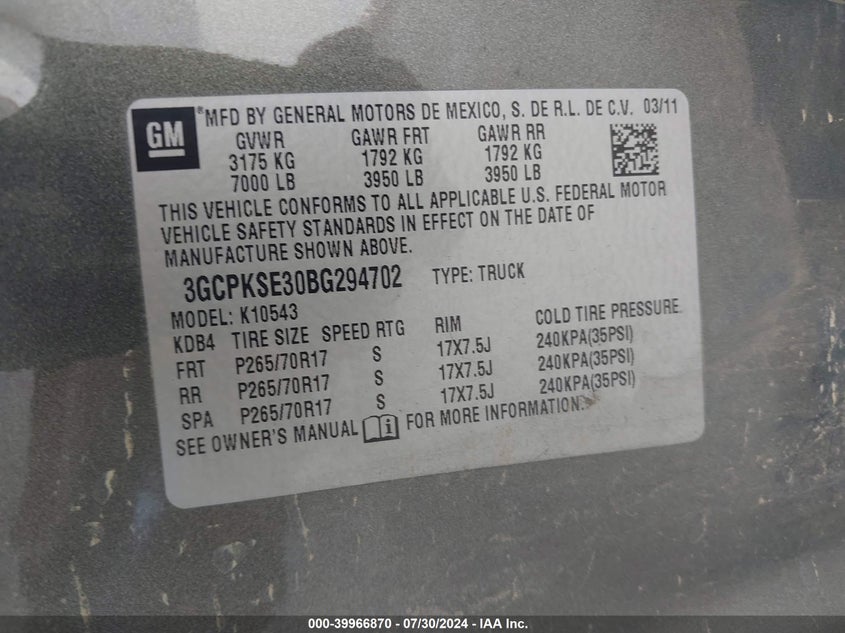 GM ®MFD BY GENERAL MOTORS DE MEXICO, S. DE R.L. DE C.V. 03/11
GVWR GAWR FRT GAWR RR
3175 KG 1792 KG 1792 KG
7000 LB 3950 LB 3950 LB
THIS VEHICLE CONFORMS TO ALL APPLICABLE U.S. FEDERAL MOTOR
VEHICLE SAFETY STANDARDS IN EFFECT ON THE DATE OF
MANUFACTURE SHOWN ABOVE.
3GCPKSE30BG294702 TYPE: TRUCK
MODEL: K10543
KDB4 TIRE SIZE SPEED RTG RIM COLD TIRE PRESSURE
FRT P265/70R17 S 17X7.5J 240KPA(35PSI)
RR P265/70R17 S 17X7.5J 240KPA(35PSI)
SPA P265/70R17 S 17X7.5J 240KPA(35PSI)
SEE OWNER'S MANUAL i FOR MORE INFORMATION.
000-39966870 / 07/30/2024 - IAA Inc.